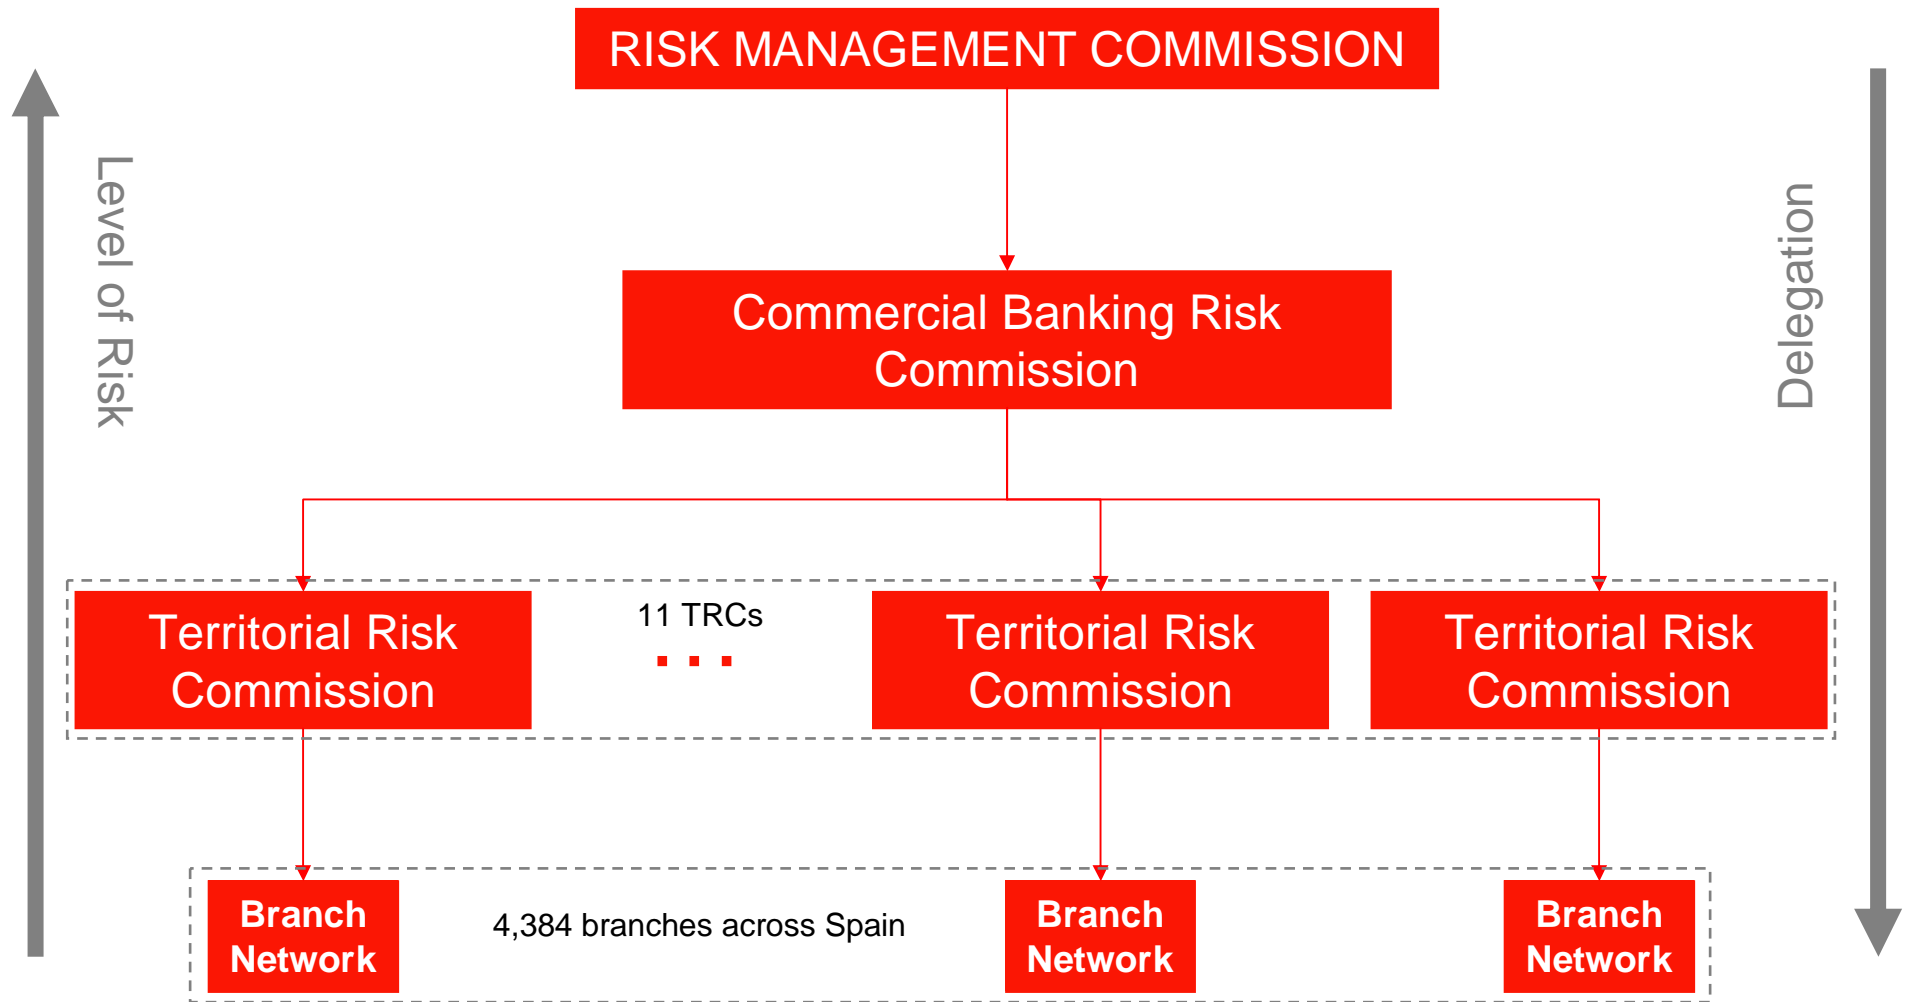 RISK MANAGEMENT COMMISSION
Level of Risk
Delegation
Commercial Banking Risk
Commission
Territorial Risk
Commission
11 TRCs
Territorial Risk
Commission
Territorial Risk
Commission
Branch
Network
4,384 branches across Spain
Branch
Network
Branch
Network